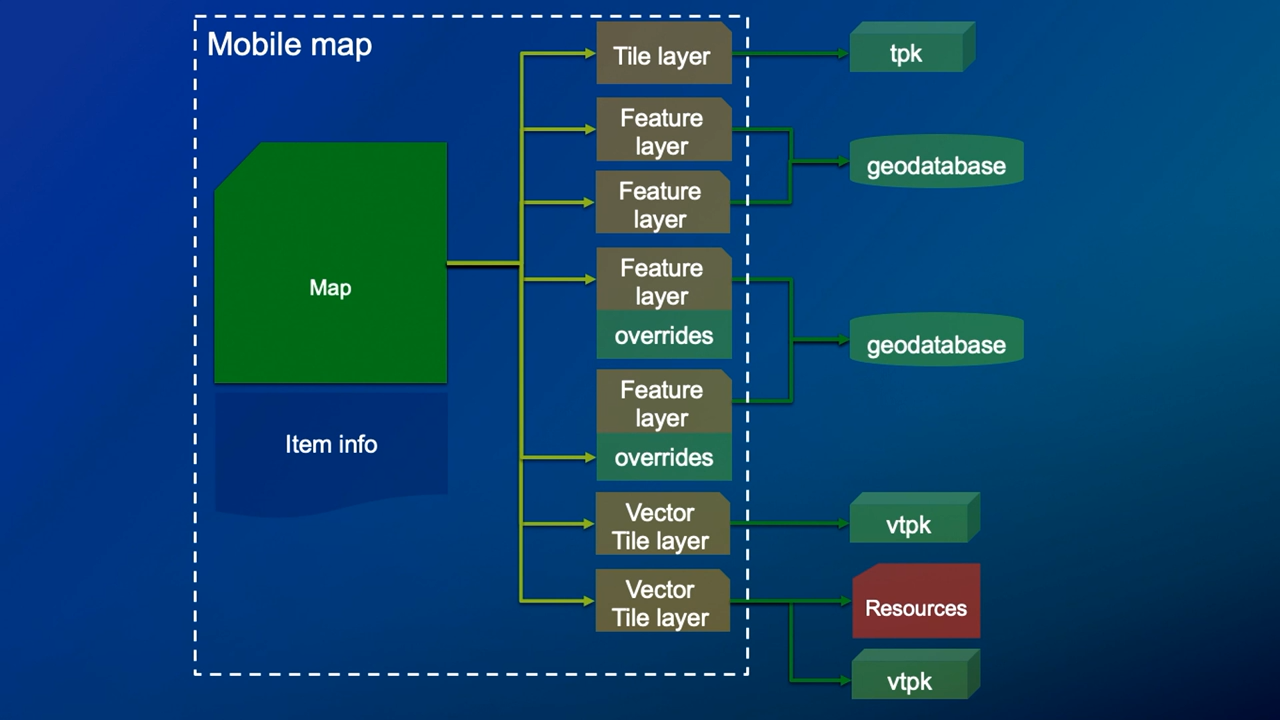 Mobile map
Tile layer
tpk
Feature
layer
Feature
layer
geodatabase
Map
Feature
layer
overrides
geodatabase
Feature
layer
overrides
Item info
Vector
Tile layer
vtpk
Vector
Tile layer
Resources
vtpk